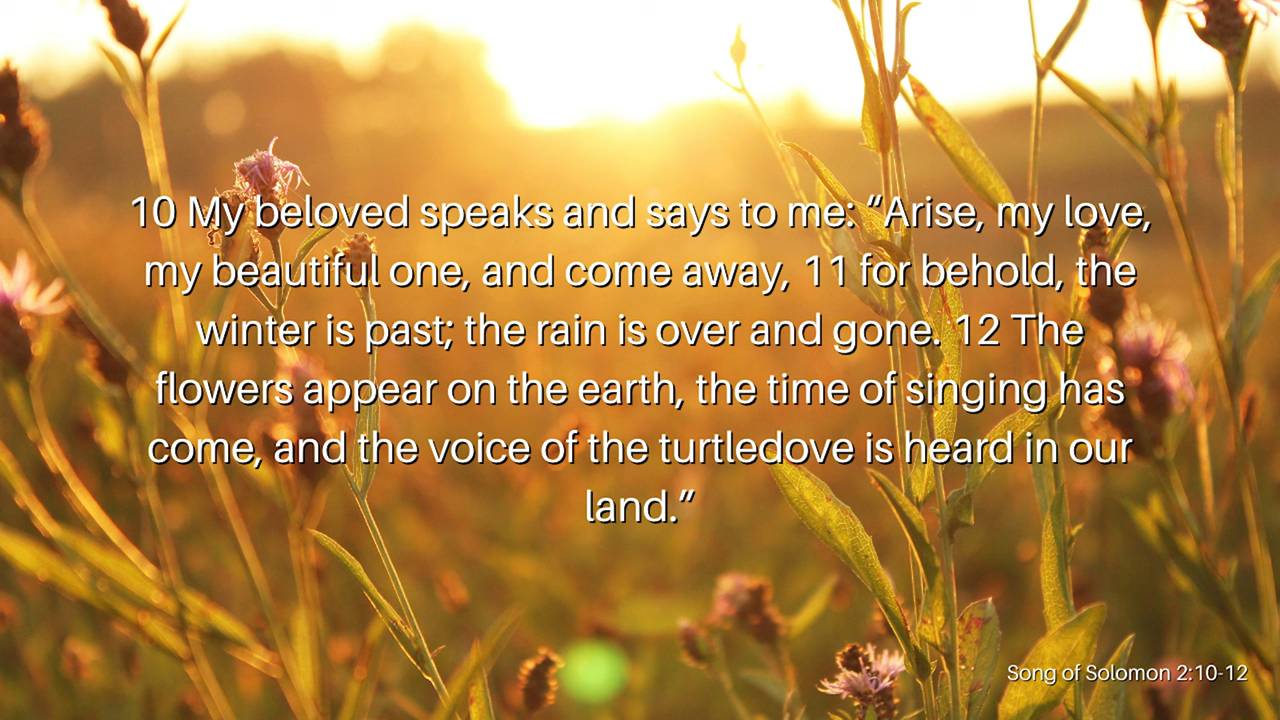 10 My beloved speaks and says to me: “Arise, my love,
my beautiful one, and come away, 11 for behold, the
winter is past; the rain is over and gone. 12 The
flowers appear on the earth, the time of singing has
come, and the voice of the turtledove is heard in our
land.”
Song of Solomon 2:10-12